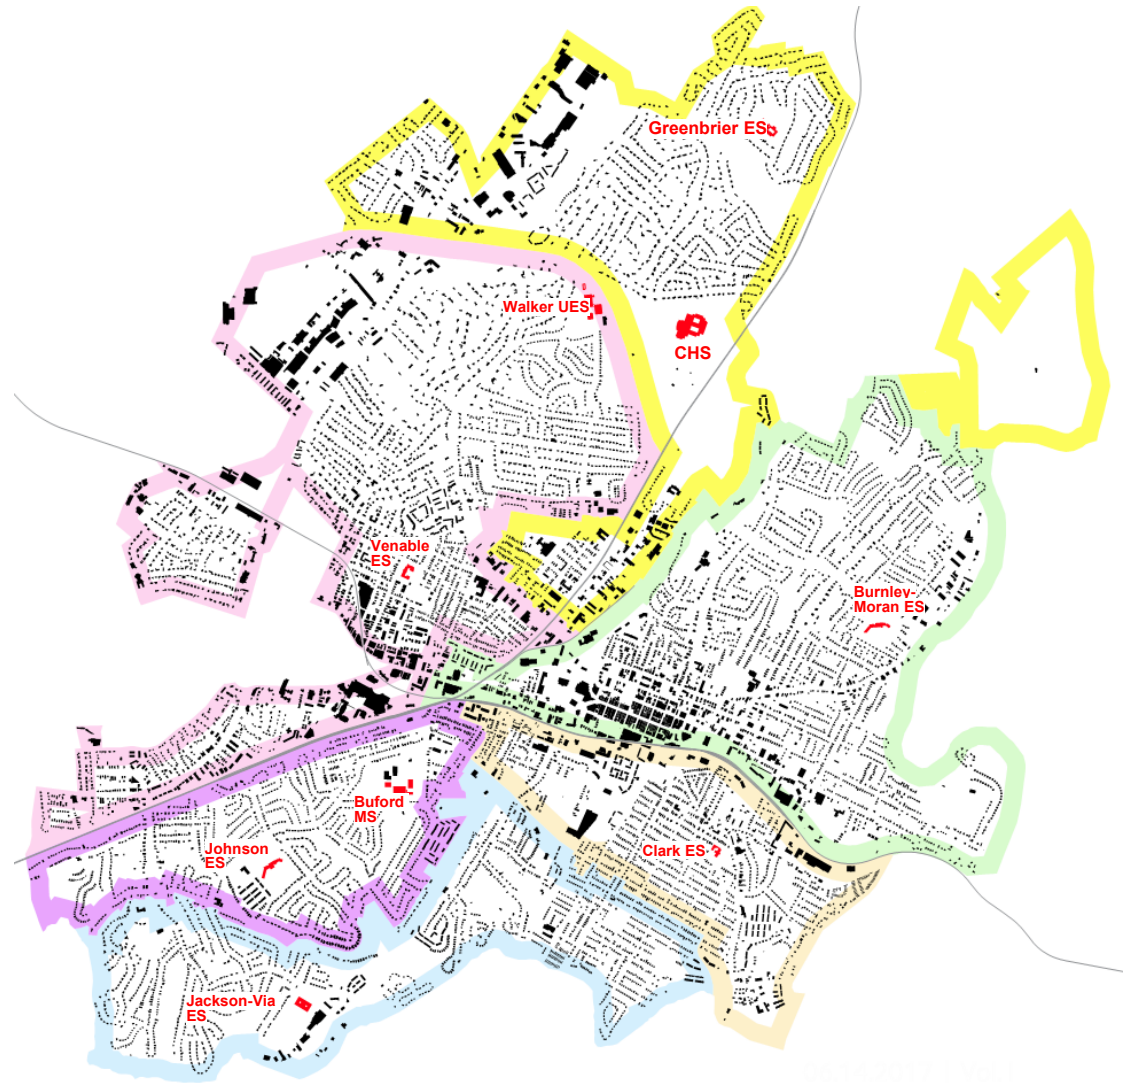 Greenbrier ES
Walker UES
CHS
Venable
ES
Burnley-
Moran ES
Buford
MS
Johnson
ES
Clark ES
Jackson-Via
ES